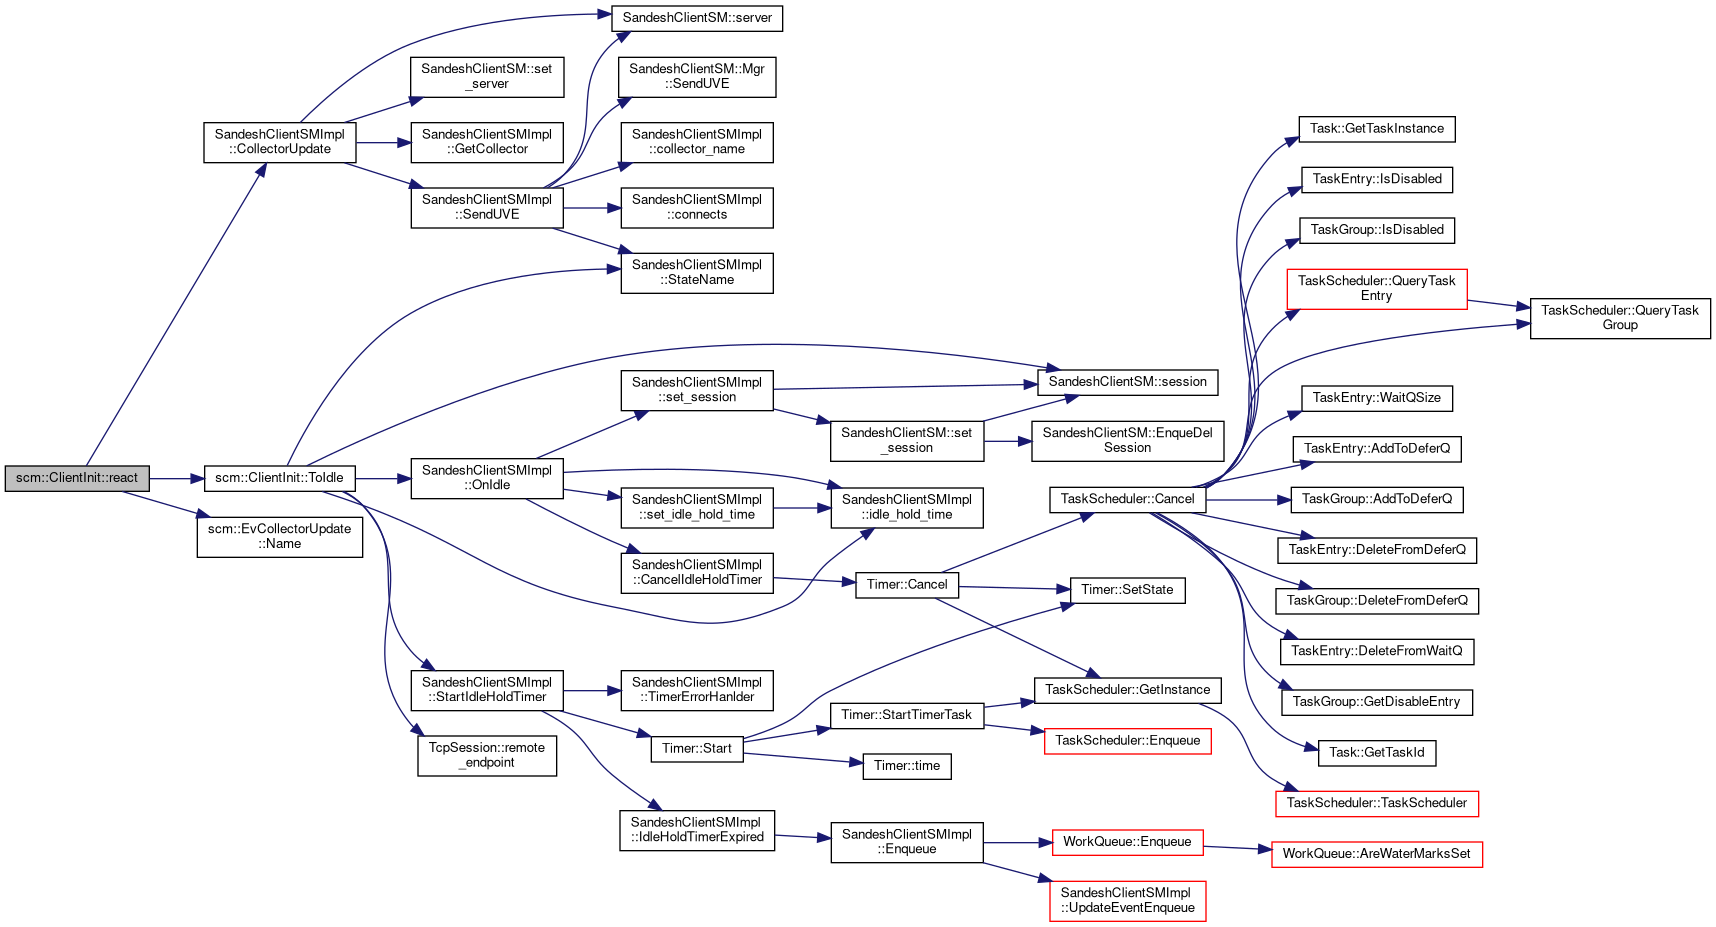 scm::ClientInit::react
SandeshClientSMImpl
::CollectorUpdate
scm::ClientInit::ToIdle
scm::EvCollectorUpdate
::Name
SandeshClientSM::server
SandeshClientSM::set
_server
SandeshClientSMImpl
::GetCollector
SandeshClientSMImpl
::SendUVE
SandeshClientSM::Mgr
::SendUVE
SandeshClientSMImpl
::collector_name
SandeshClientSMImpl
::connects
SandeshClientSMImpl
::StateName
SandeshClientSMImpl
::OnIdle
SandeshClientSMImpl
::set_session
SandeshClientSMImpl
::set_idle_hold_time
SandeshClientSMImpl
::CancelIdleHoldTimer
SandeshClientSM::set
_session
SandeshClientSMImpl
::idle_hold_time
SandeshClientSM::session
SandeshClientSM::EnqueDel
Session
Timer::Cancel
TaskScheduler::Cancel
Timer::SetState
TaskScheduler::GetInstance
SandeshClientSMImpl
::StartIdleHoldTimer
TcpSession::remote
_endpoint
SandeshClientSMImpl
::TimerErrorHanlder
Timer::Start
SandeshClientSMImpl
::IdleHoldTimerExpired
Timer::StartTimerTask
Timer::time
TaskScheduler::Enqueue
SandeshClientSMImpl
::Enqueue
WorkQueue::Enqueue
SandeshClientSMImpl
::UpdateEventEnqueue
Task::GetTaskInstance
TaskEntry::IsDisabled
TaskGroup::IsDisabled
TaskScheduler::QueryTask
Entry
TaskScheduler::QueryTask
Group
TaskEntry::WaitQSize
TaskEntry::AddToDeferQ
TaskGroup::AddToDeferQ
TaskEntry::DeleteFromDeferQ
TaskGroup::DeleteFromDeferQ
TaskEntry::DeleteFromWaitQ
TaskGroup::GetDisableEntry
Task::GetTaskId
TaskScheduler::TaskScheduler
WorkQueue::AreWaterMarksSet